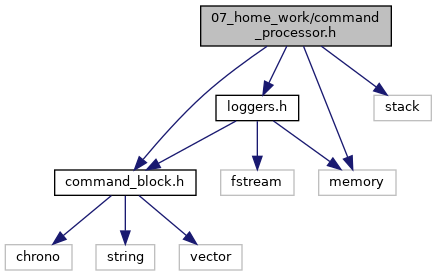 07_home_work/command
_processor.h
loggers.h
stack
command_block.h
fstream
memory
chrono
string
vector